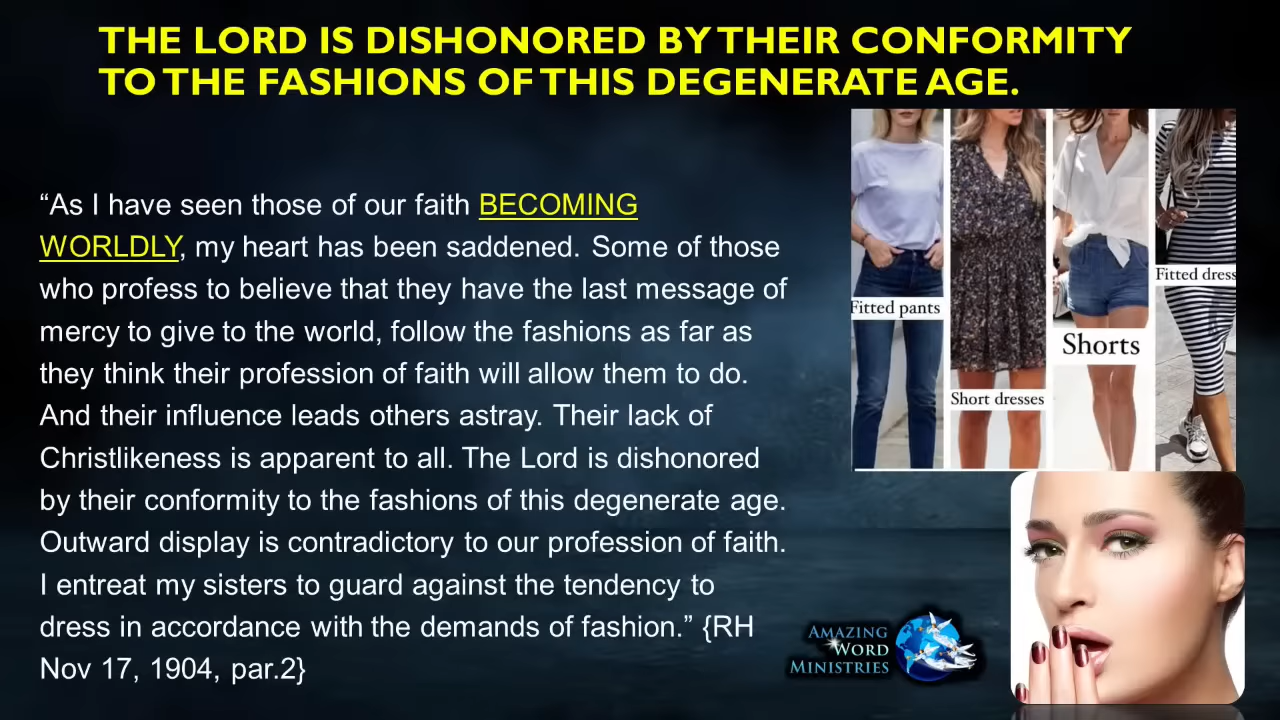 THE LORD IS DISHONORED BY THEIR CONFORMITY
TO THE FASHIONS OF THIS DEGENERATE AGE.
“As I have seen those of our faith BECOMING
WORLDLY, my heart has been saddened. Some of those
who profess to believe that they have the last message of
mercy to give to the world, follow the fashions as far as
they think their profession of faith will allow them to do.
And their influence leads others astray. Their lack of
Christlikeness is apparent to all. The Lord is dishonored
by their conformity to the fashions of this degenerate age.
Outward display is contradictory to our profession of faith.
I entreat my sisters to guard against the tendency to
dress in accordance with the demands of fashion.” {RH
Nov 17, 1904, par.2}
Fitted pants
Short dresses
Shorts
Fitted dress
AMAZING
WORD
MINISTRIES